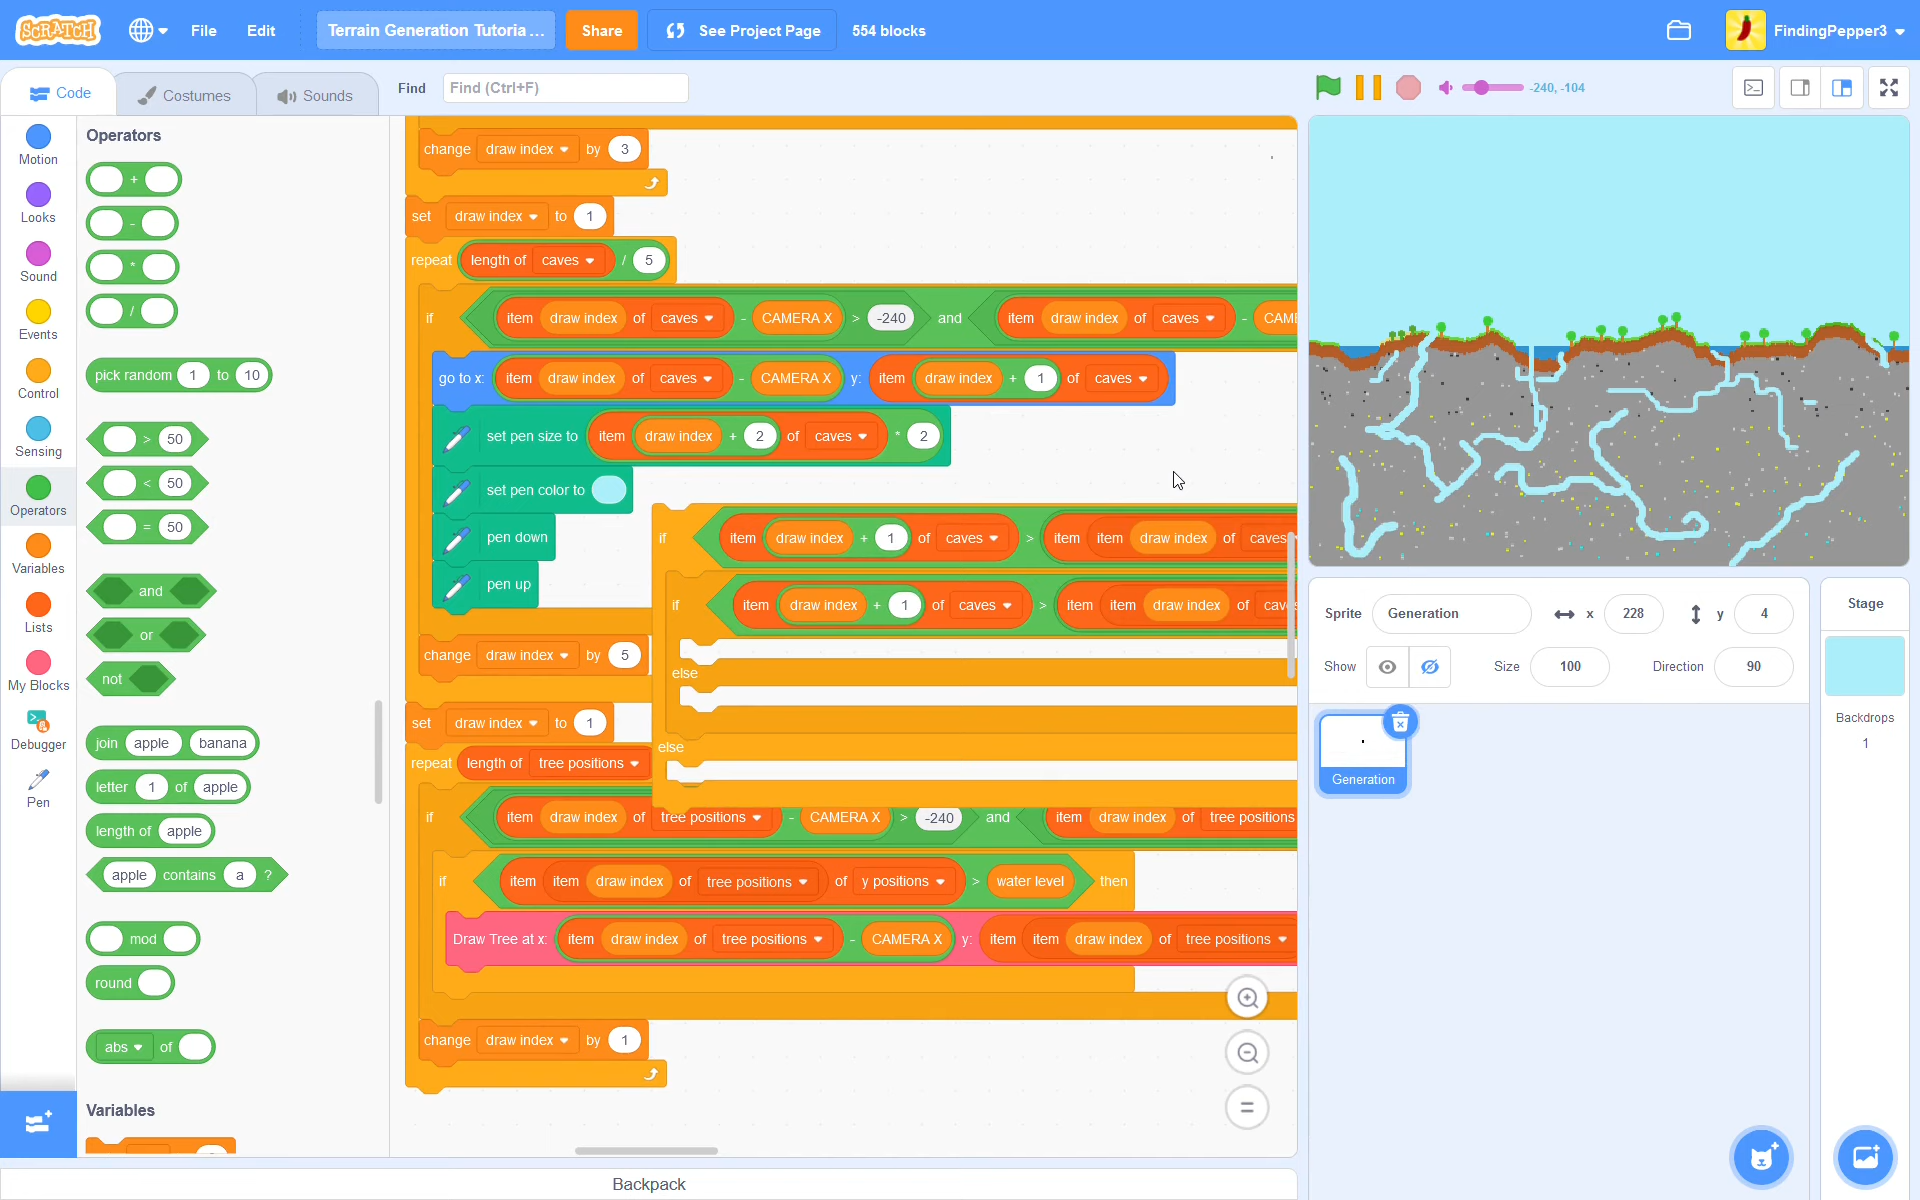 SCRATCH File Edit Terrain Generation Tutoria ... Share See Project Page 554 blocks FindingPepper3
Code Costumes Sounds Find Find (Ctrl+F) -240, -104
Motion
Looks
Sound
Events
Control
Sensing
Operators
Variables
Lists
My Blocks
Debugger
Pen
Operators
+
-
*
/
pick random 1 to 10
> 50
< 50
= 50
and
or
not
join apple banana
letter 1 of apple
length of apple
apple contains a ?
mod
round
abs of
Variables
change draw index by 3
set draw index to 1
repeat length of caves / 5
if item draw index of caves - CAMERA X > -240 and item draw index of caves - CAM
go to x: item draw index of caves - CAMERA X y: item draw index + 1 of caves
set pen size to item draw index + 2 of caves * 2
set pen color to
pen down
pen up
change draw index by 5
if item draw index + 1 of caves > item item draw index of caves
if item draw index + 1 of caves > item item draw index of cav
else
else
set draw index to 1
repeat length of tree positions
if item draw index of tree positions - CAMERA X > -240 and item draw index of tree positions
if item item draw index of tree positions of y positions > water level then
Draw Tree at x: item draw index of tree positions - CAMERA X y: item item draw index of tree positions
change draw index by 1
Backpack
Sprite Generation x 228 y 4
Show Size 100 Direction 90
Generation
Stage
Backdrops
1